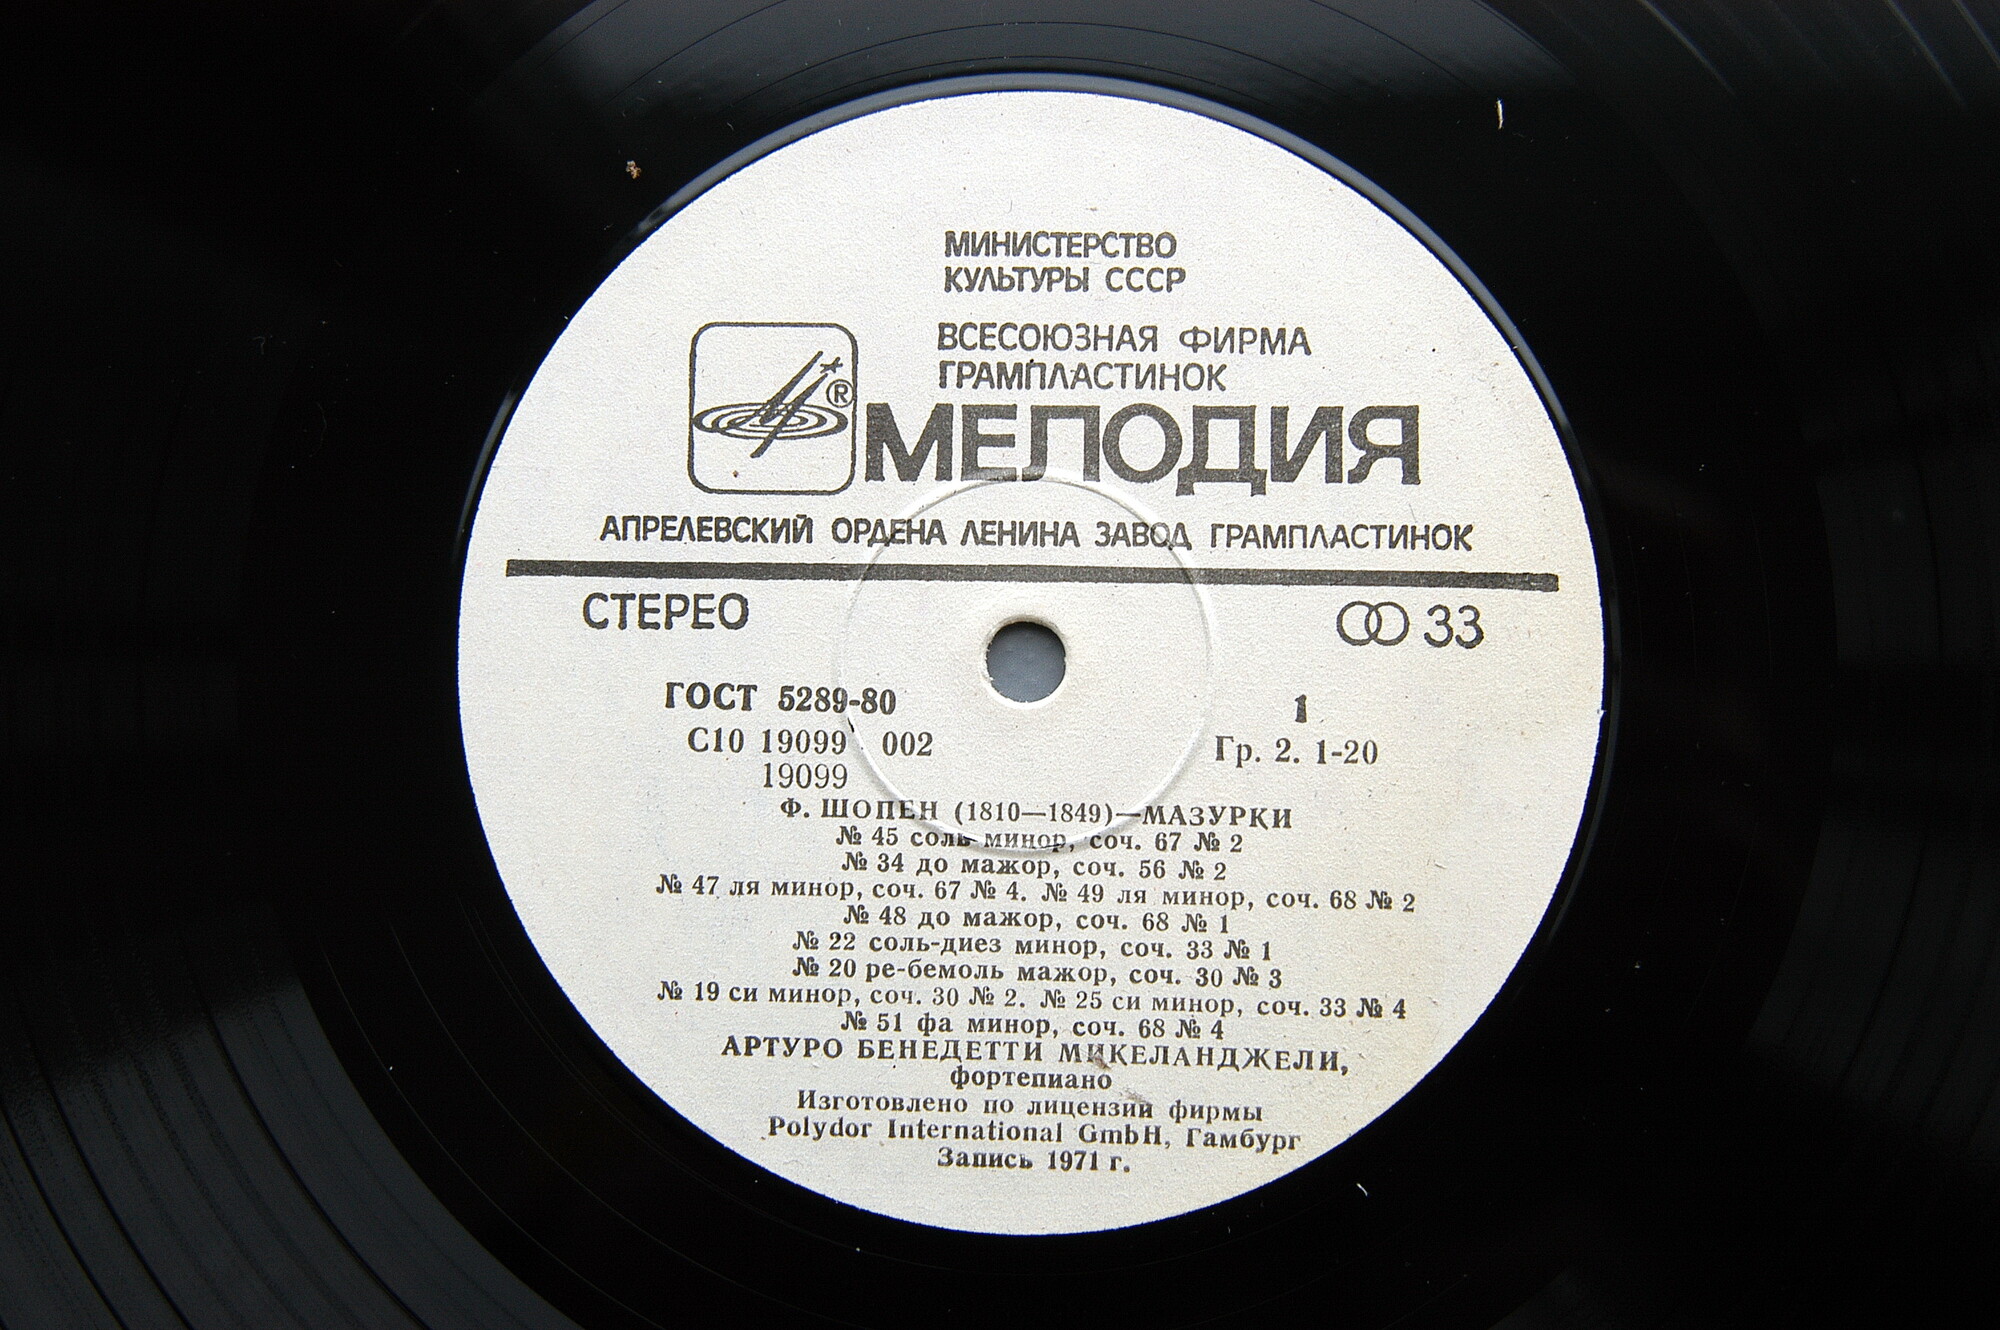 МИНИСТЕРСТВО
КУЛЬТУРЫ СССР
ВСЕСОЮЗНАЯ ФИРМА
ГРАМПЛАСТИНОК
®
МЕЛОДИЯ
АПРЕЛЕВСКИЙ ОРДЕНА ЛЕНИНА ЗАВОД ГРАМПЛАСТИНОК
СТЕРЕО 33
ГОСТ 5289-80 1
С10 19099 002 Гр. 2. 1-20
19099
Ф. ШОПЕН (1810—1849)—МАЗУРКИ
№ 45 соль минор, соч. 67 № 2
№ 34 до мажор, соч. 56 № 2
№ 47 ля минор, соч. 67 № 4. № 49 ля минор, соч. 68 № 2
№ 48 до мажор, соч. 68 № 1
№ 22 соль-диез минор, соч. 33 № 1
№ 20 ре-бемоль мажор, соч. 30 № 3
№ 19 си минор, соч. 30 № 2. № 25 си минор, соч. 33 № 4
№ 51 фа минор, соч. 68 № 4
АРТУРО БЕНЕДЕТТИ МИКЕЛАНДЖЕЛИ,
фортепиано
Изготовлено по лицензии фирмы
Polydor International GmbH, Гамбург
Запись 1971 г.